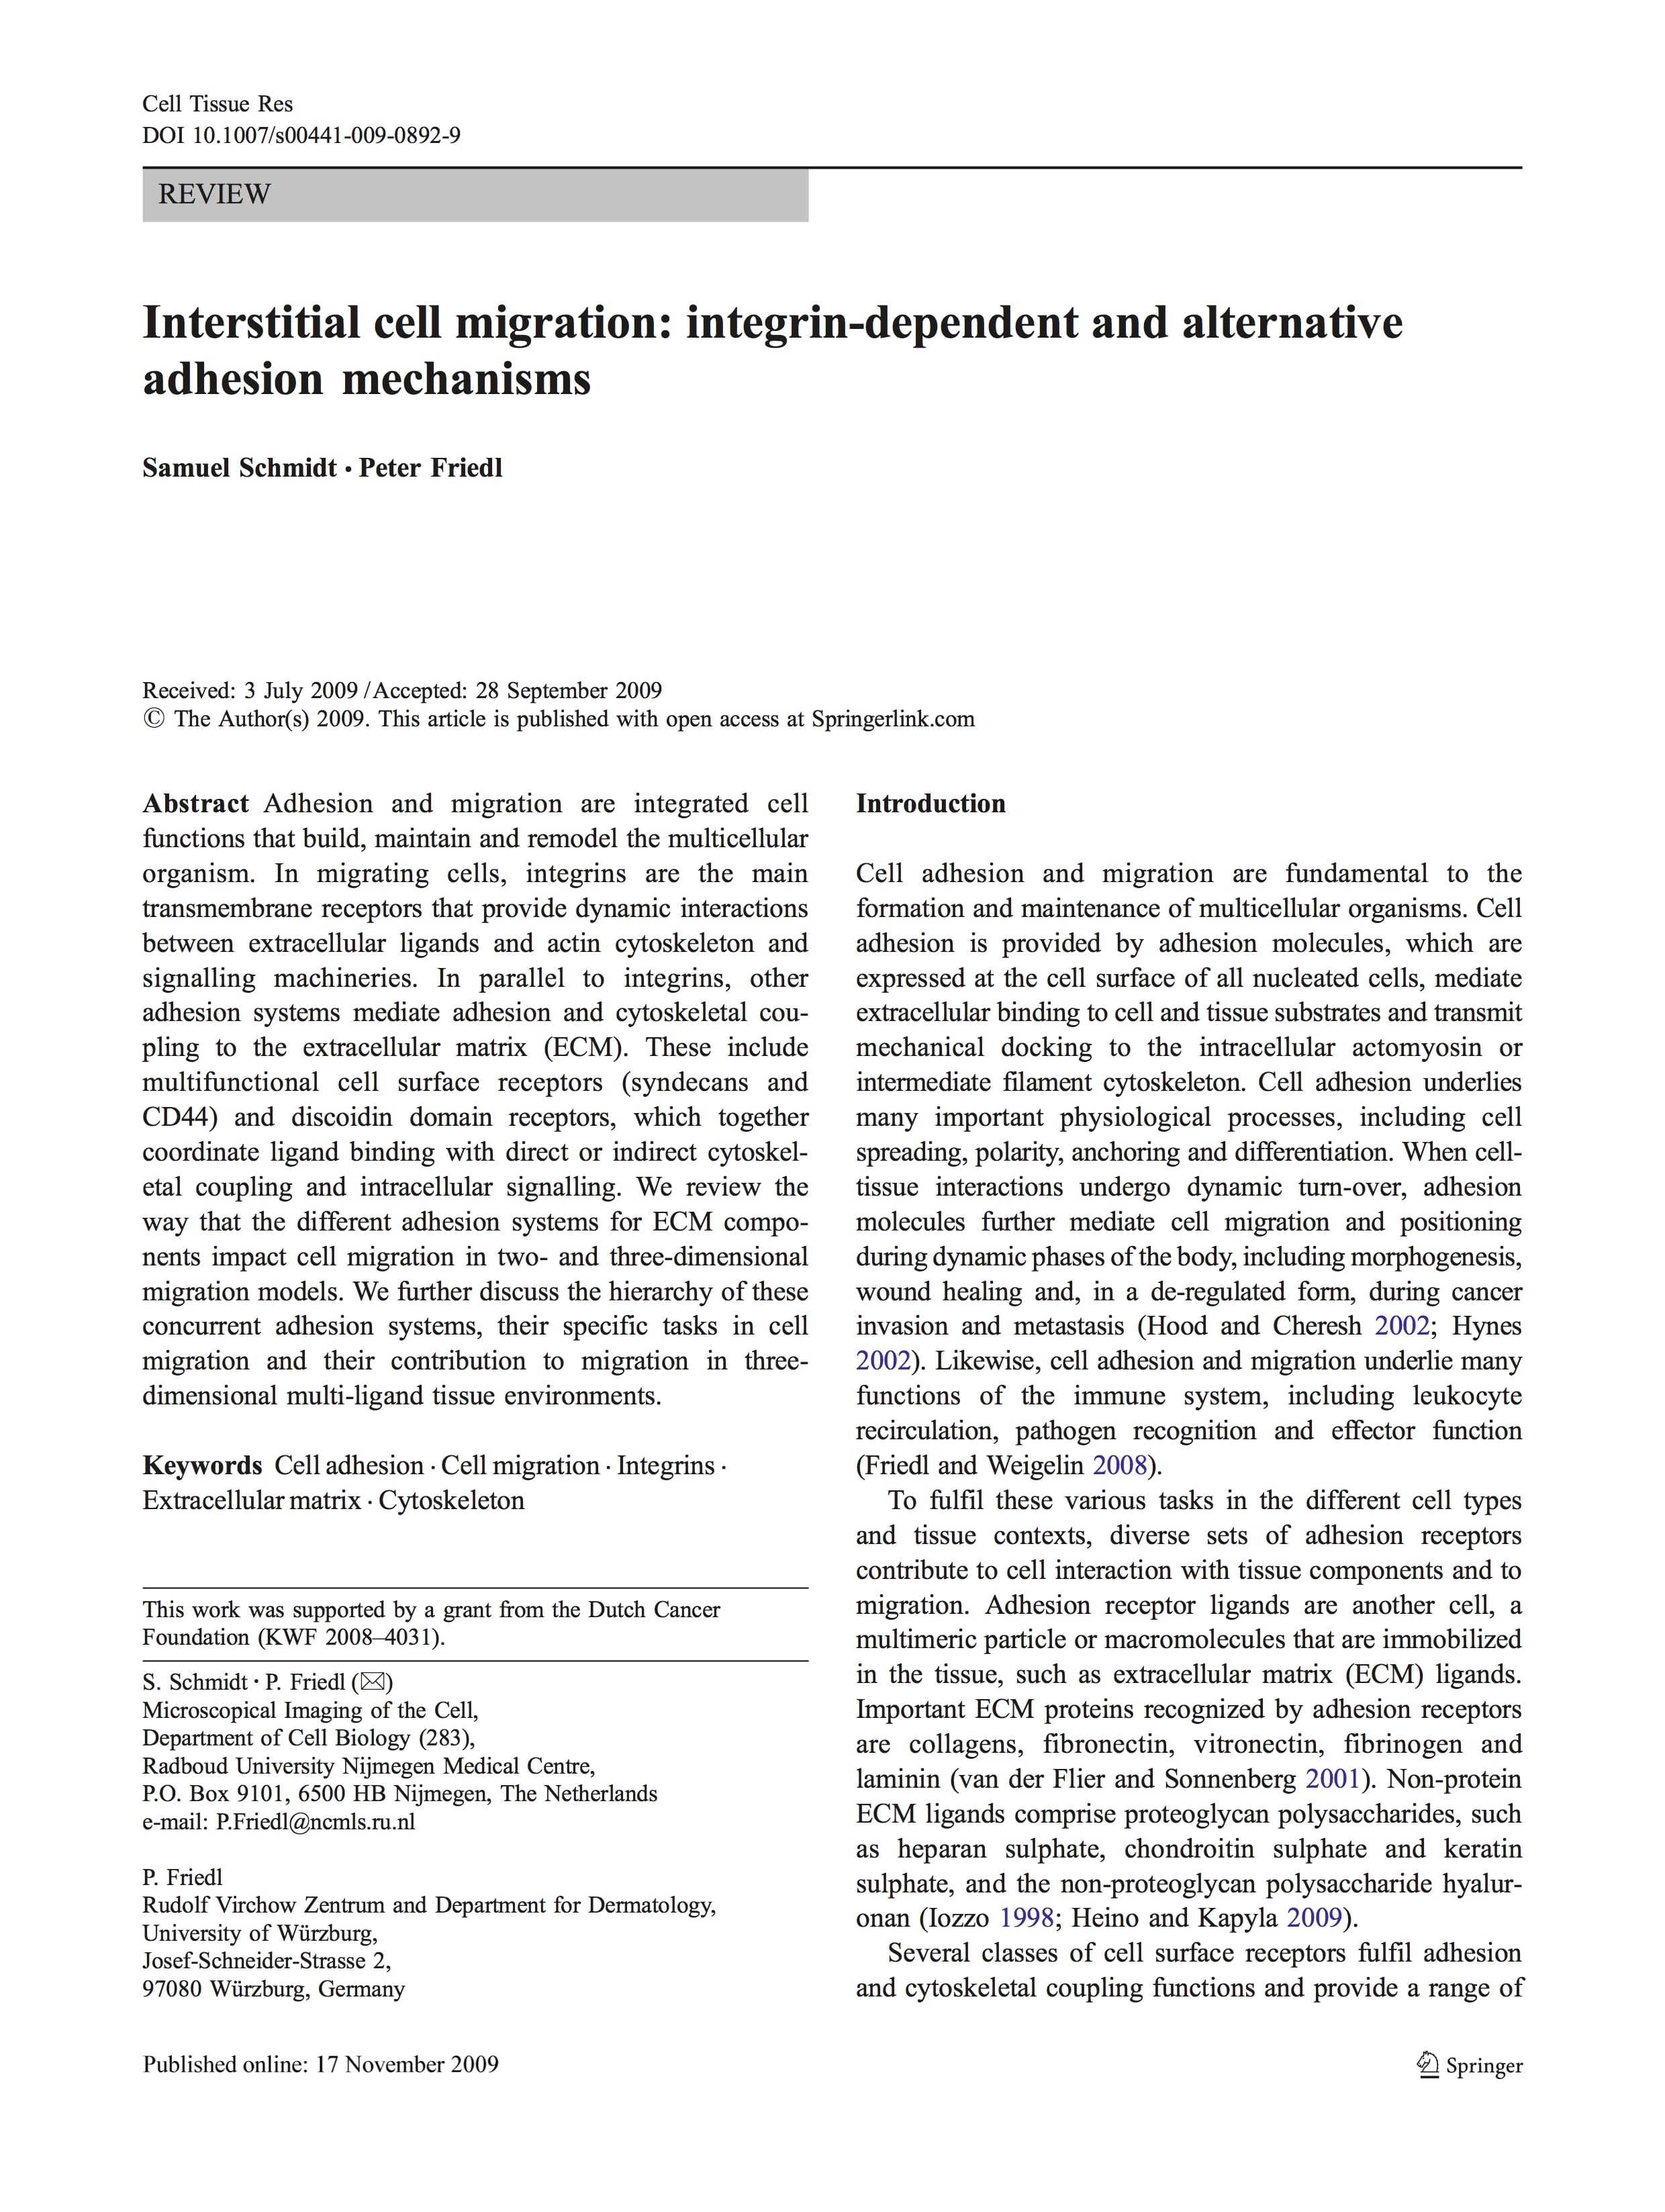 Cell Tissue Res
DOI 10.1007/s00441-009-0892-9
REVIEW
Interstitial cell migration: integrin-dependent and alternative
adhesion mechanisms
Samuel Schmidt · Peter Friedl
Received: 3 July 2009 / Accepted: 28 September 2009
© The Author(s) 2009. This article is published with open access at Springerlink.com
Abstract Adhesion and migration are integrated cell
functions that build, maintain and remodel the multicellular
organism. In migrating cells, integrins are the main
transmembrane receptors that provide dynamic interactions
between extracellular ligands and actin cytoskeleton and
signalling machineries. In parallel to integrins, other
adhesion systems mediate adhesion and cytoskeletal cou-
pling to the extracellular matrix (ECM). These include
multifunctional cell surface receptors (syndecans and
CD44) and discoidin domain receptors, which together
coordinate ligand binding with direct or indirect cytoskel-
etal coupling and intracellular signalling. We review the
way that the different adhesion systems for ECM compo-
nents impact cell migration in two- and three-dimensional
migration models. We further discuss the hierarchy of these
concurrent adhesion systems, their specific tasks in cell
migration and their contribution to migration in three-
dimensional multi-ligand tissue environments.
Keywords Cell adhesion · Cell migration · Integrins ·
Extracellular matrix · Cytoskeleton
This work was supported by a grant from the Dutch Cancer
Foundation (KWF 2008–4031).
S. Schmidt · P. Friedl (✉)
Microscopical Imaging of the Cell,
Department of Cell Biology (283),
Radboud University Nijmegen Medical Centre,
P.O. Box 9101, 6500 HB Nijmegen, The Netherlands
e-mail: P.Friedl@ncmls.ru.nl
P. Friedl
Rudolf Virchow Zentrum and Department for Dermatology,
University of Würzburg,
Josef-Schneider-Strasse 2,
97080 Würzburg, Germany
Introduction
Cell adhesion and migration are fundamental to the
formation and maintenance of multicellular organisms. Cell
adhesion is provided by adhesion molecules, which are
expressed at the cell surface of all nucleated cells, mediate
extracellular binding to cell and tissue substrates and transmit
mechanical docking to the intracellular actomyosin or
intermediate filament cytoskeleton. Cell adhesion underlies
many important physiological processes, including cell
spreading, polarity, anchoring and differentiation. When cell-
tissue interactions undergo dynamic turn-over, adhesion
molecules further mediate cell migration and positioning
during dynamic phases of the body, including morphogenesis,
wound healing and, in a de-regulated form, during cancer
invasion and metastasis (Hood and Cheresh 2002; Hynes
2002). Likewise, cell adhesion and migration underlie many
functions of the immune system, including leukocyte
recirculation, pathogen recognition and effector function
(Friedl and Weigelin 2008).
To fulfil these various tasks in the different cell types
and tissue contexts, diverse sets of adhesion receptors
contribute to cell interaction with tissue components and to
migration. Adhesion receptor ligands are another cell, a
multimeric particle or macromolecules that are immobilized
in the tissue, such as extracellular matrix (ECM) ligands.
Important ECM proteins recognized by adhesion receptors
are collagens, fibronectin, vitronectin, fibrinogen and
laminin (van der Flier and Sonnenberg 2001). Non-protein
ECM ligands comprise proteoglycan polysaccharides, such
as heparan sulphate, chondroitin sulphate and keratin
sulphate, and the non-proteoglycan polysaccharide hyalur-
onan (Iozzo 1998; Heino and Kapyla 2009).
Several classes of cell surface receptors fulfil adhesion
and cytoskeletal coupling functions and provide a range of
Published online: 17 November 2009
Springer